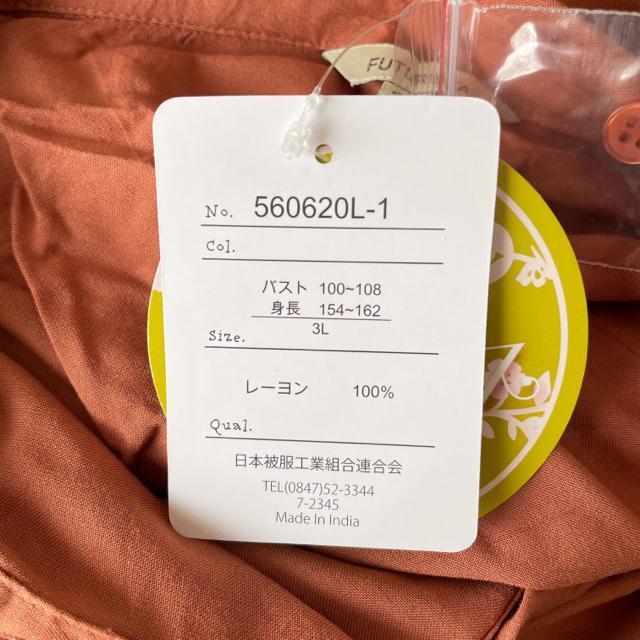 FUTU
No. 560620L-1
Col.
バスト 100~108
身長 154~162
3L
Size.
レーヨン 100%
Qual.
日本被服工業組合連合会
TEL(0847)52-3344
7-2345
Made In India